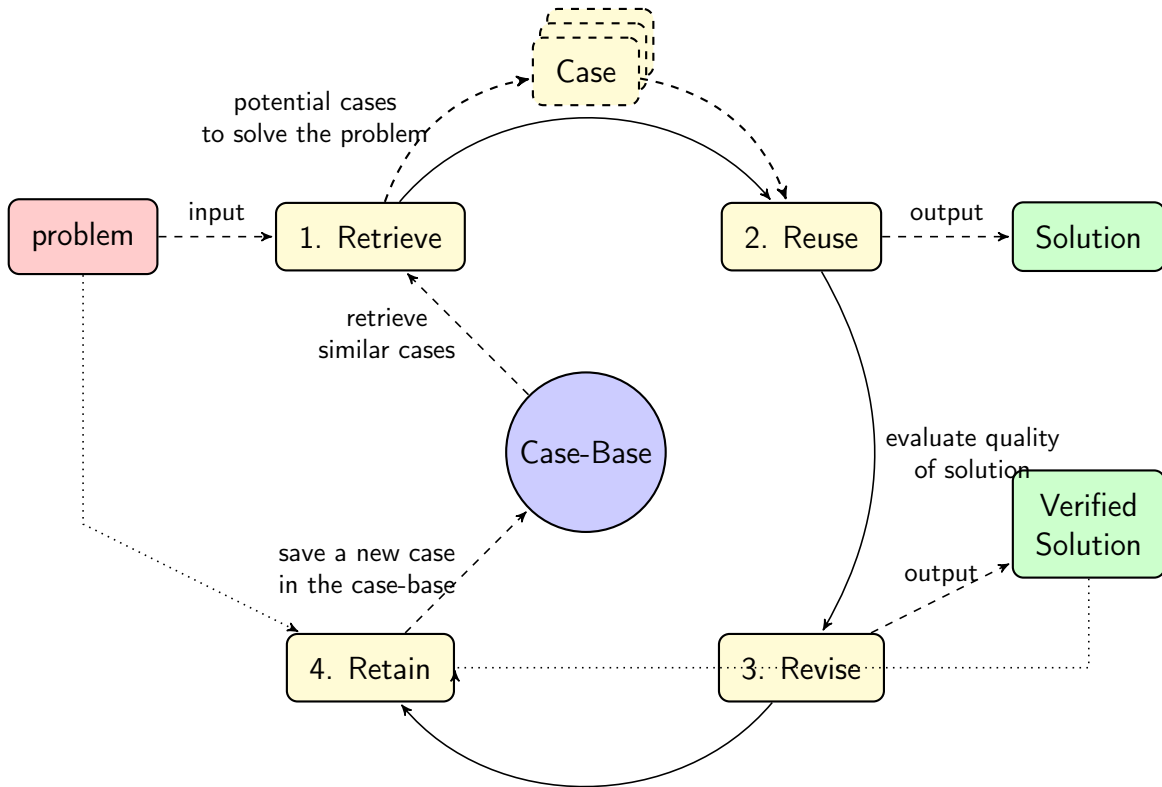 Case
potential cases
to solve the problem
problem
input
1. Retrieve
2. Reuse
output
Solution
retrieve
similar cases
Case-Base
evaluate quality
of solution
Verified
Solution
save a new case
in the case-base
output
4. Retain
3. Revise